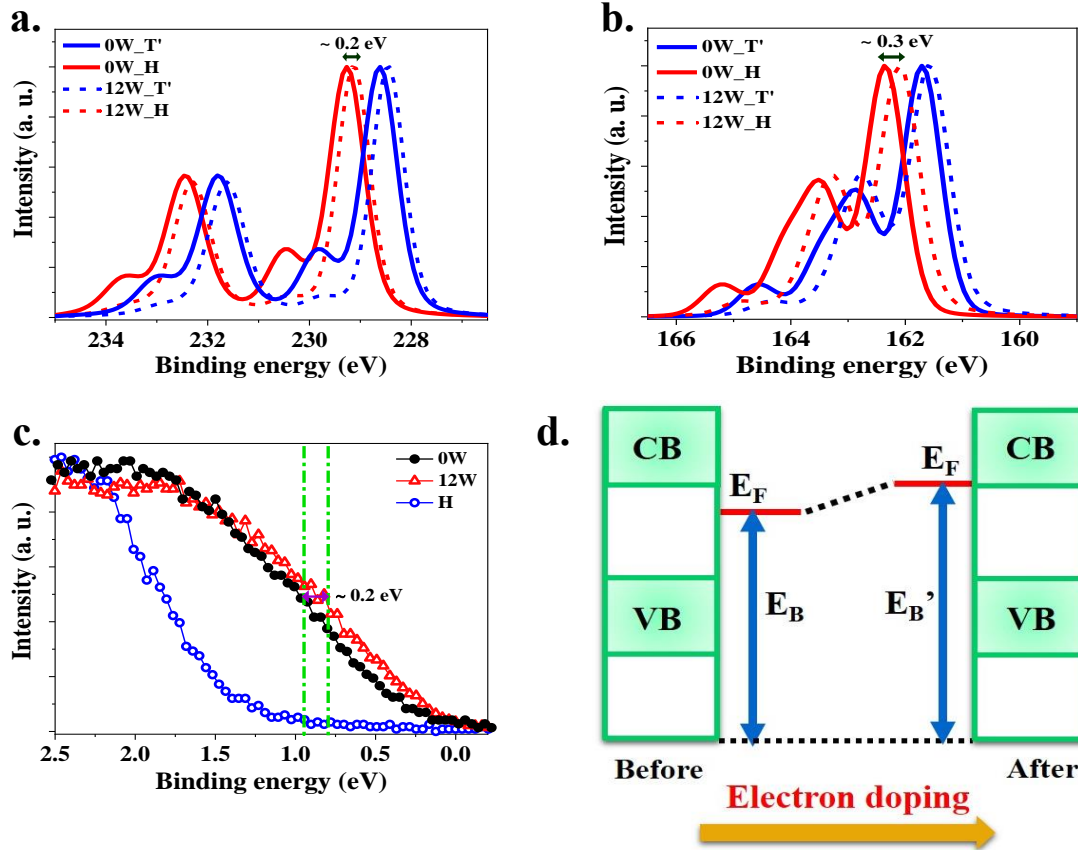 a.
0W_T'
0W_H
12W_T'
12W_H
~ 0.2 eV
Intensity (a. u.)
234 232 230 228
Binding energy (eV)
b.
0W_T'
0W_H
12W_T'
12W_H
~ 0.3 eV
Intensity (a. u.)
166 164 162 160
Binding energy (eV)
c.
0W
12W
H
~ 0.2 eV
Intensity (a. u.)
2.5 2.0 1.5 1.0 0.5 0.0
Binding energy (eV)
d.
CB
CB
E_F
E_F
VB
VB
E_B
E_B’
Before
After
Electron doping